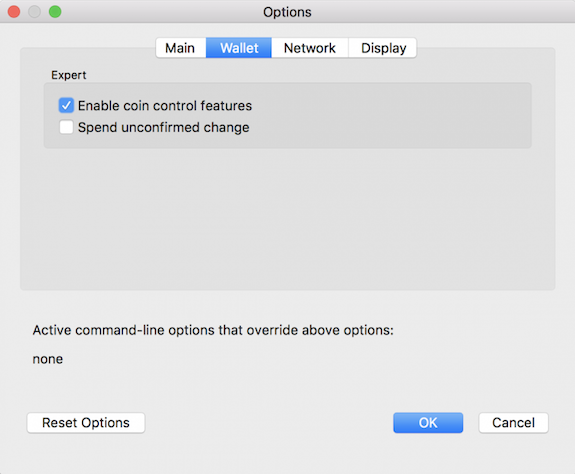 Options
Main Wallet Network Display
Expert
Enable coin control features
Spend unconfirmed change
Active command-line options that override above options:
none
Reset Options OK Cancel